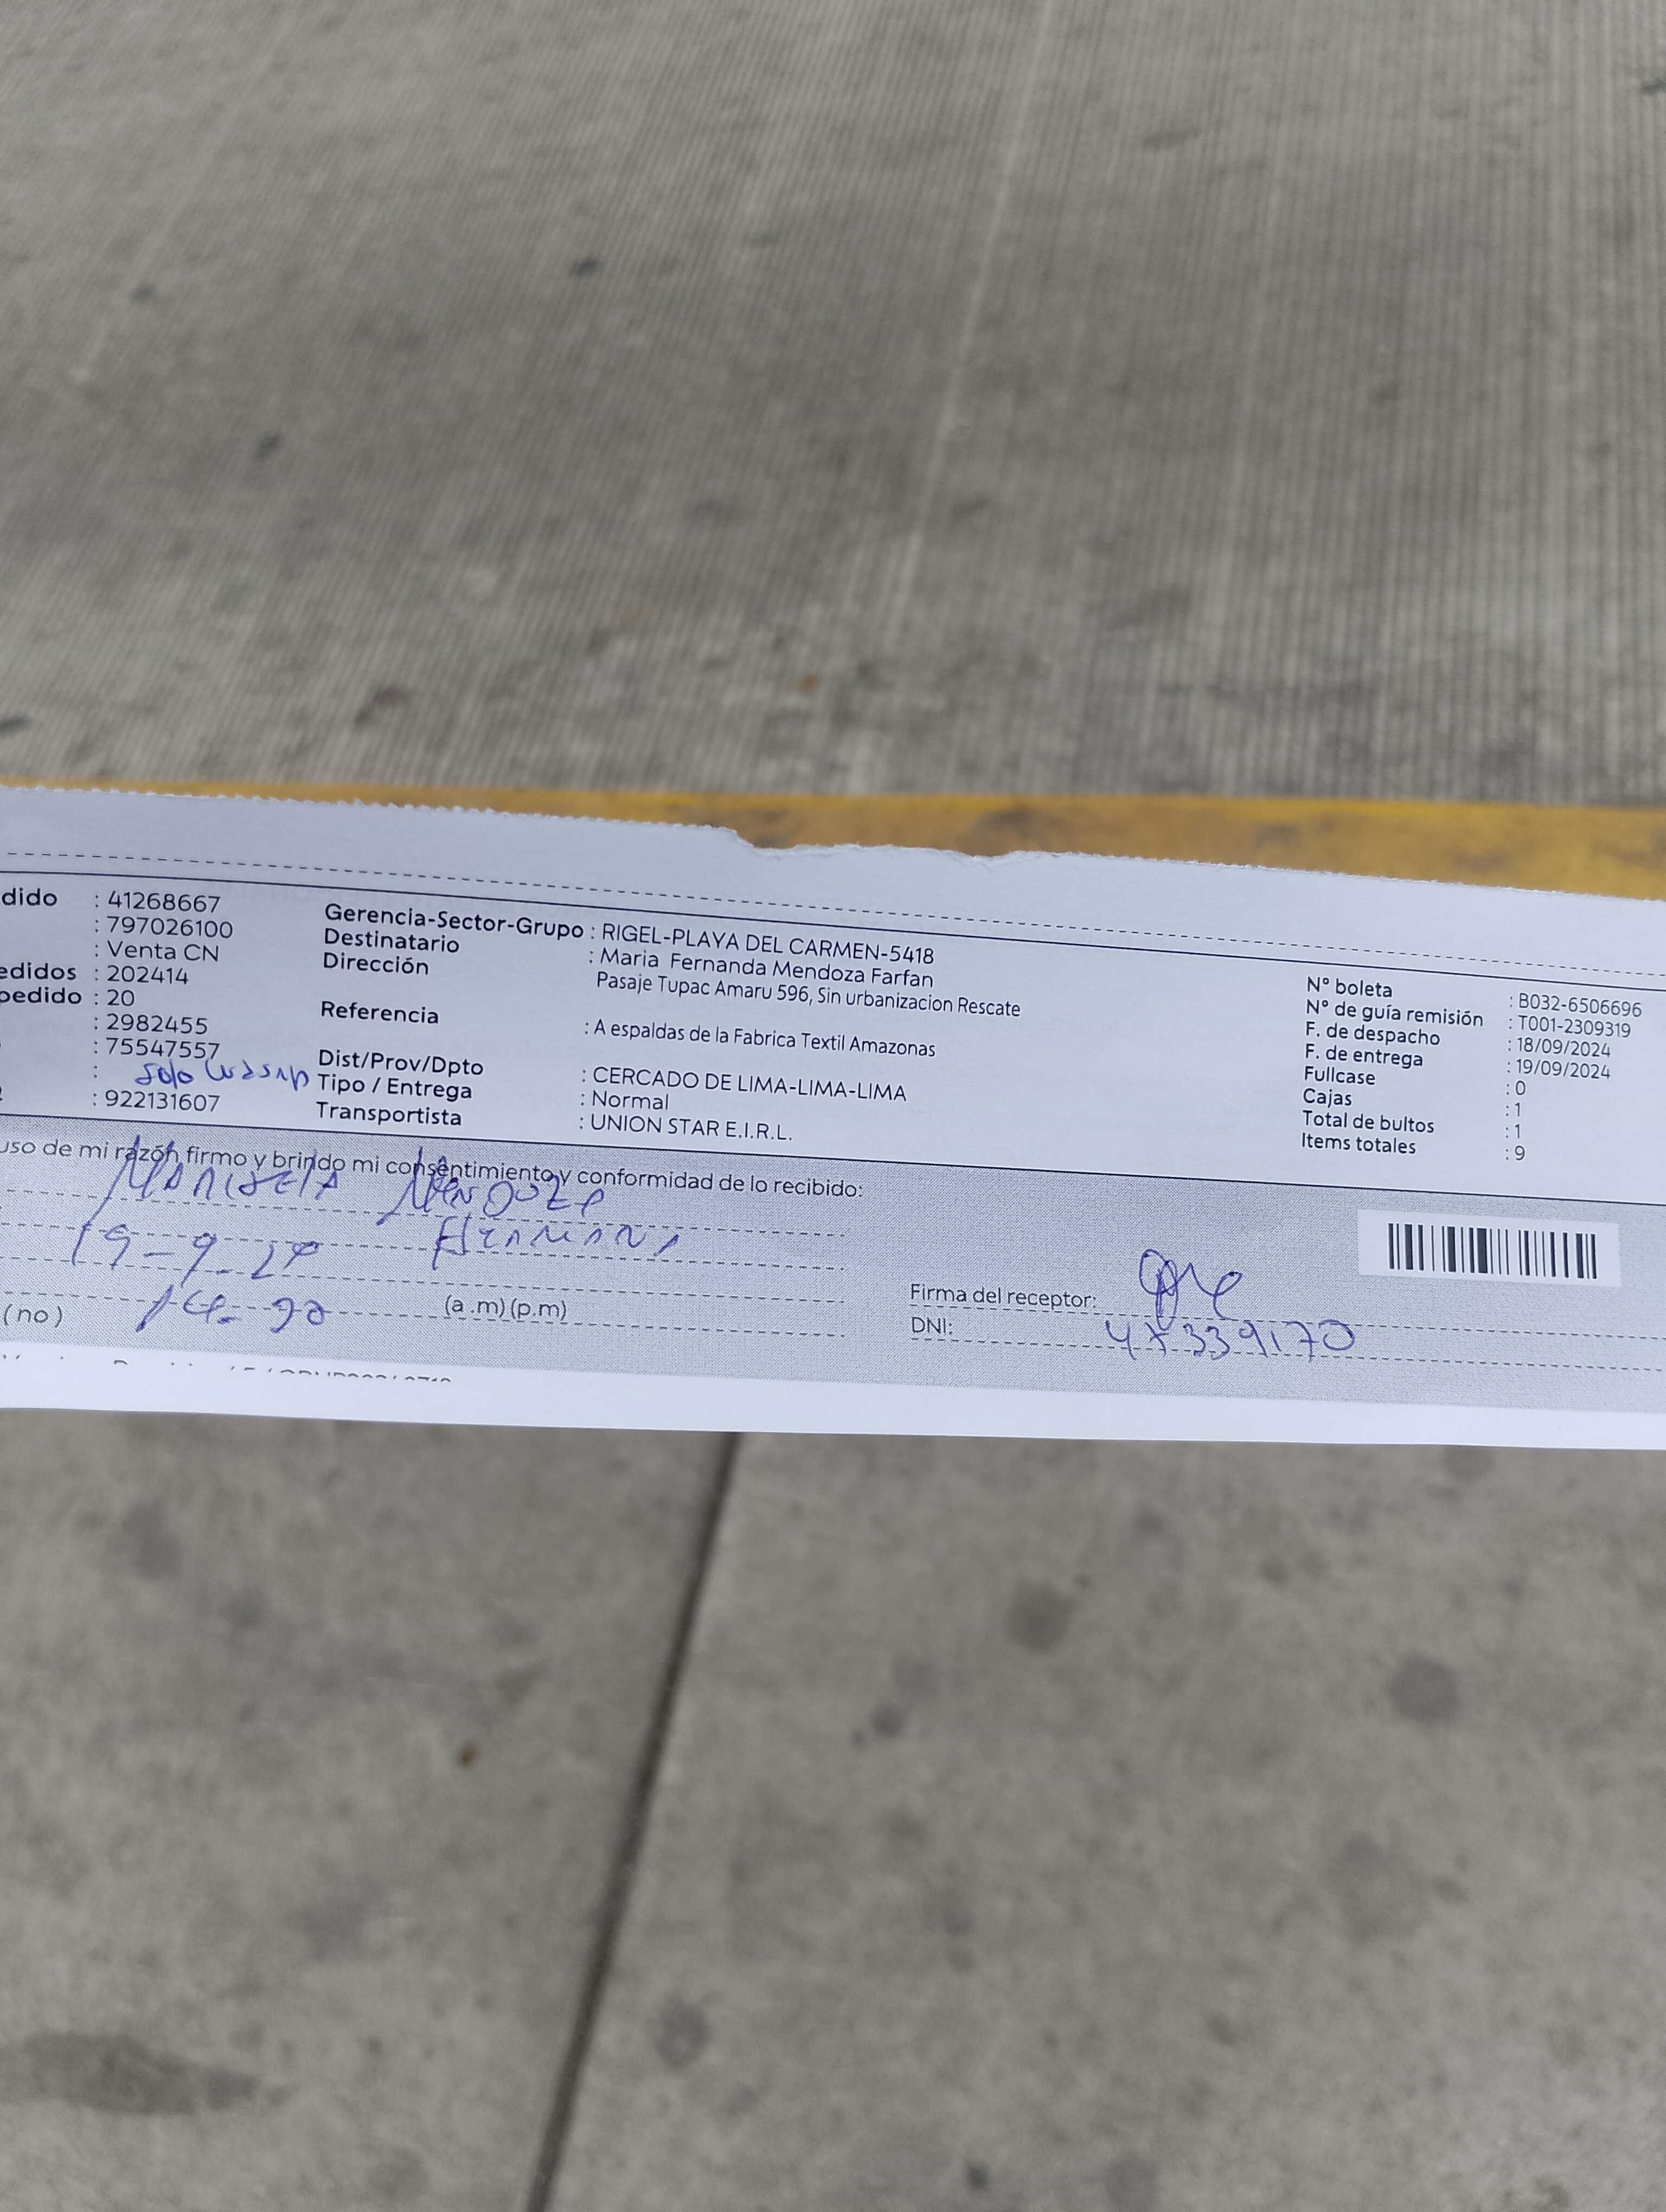 dido : 41268667
: 797026100
: Venta CN
edidos : 202414
pedido : 20
: 2982455
: 75547557
: solo
: 922131607
Gerencia-Sector-Grupo : RIGEL-PLAYA DEL CARMEN-5418
Destinatario : Maria Fernanda Mendoza Farfan
Dirección Pasaje Tupac Amaru 596, Sin urbanizacion Rescate
Referencia : A espaldas de la Fabrica Textil Amazonas
Dist/Prov/Dpto : CERCADO DE LIMA-LIMA-LIMA
Tipo / Entrega : Normal
Transportista : UNION STAR E.I.R.L.
N° boleta : B032-6506696
N° de guía remisión : T001-2309319
F. de despacho : 18/09/2024
F. de entrega : 19/09/2024
Fullcase : 0
Cajas : 1
Total de bultos : 1
Items totales : 9
uso de mi razón firmo y brindo mi consentimiento y conformidad de lo recibido:
MARISELA MENDOZA
19-9-24
(no) (a.m)(p.m)
Firma del receptor:
DNI: 47339170